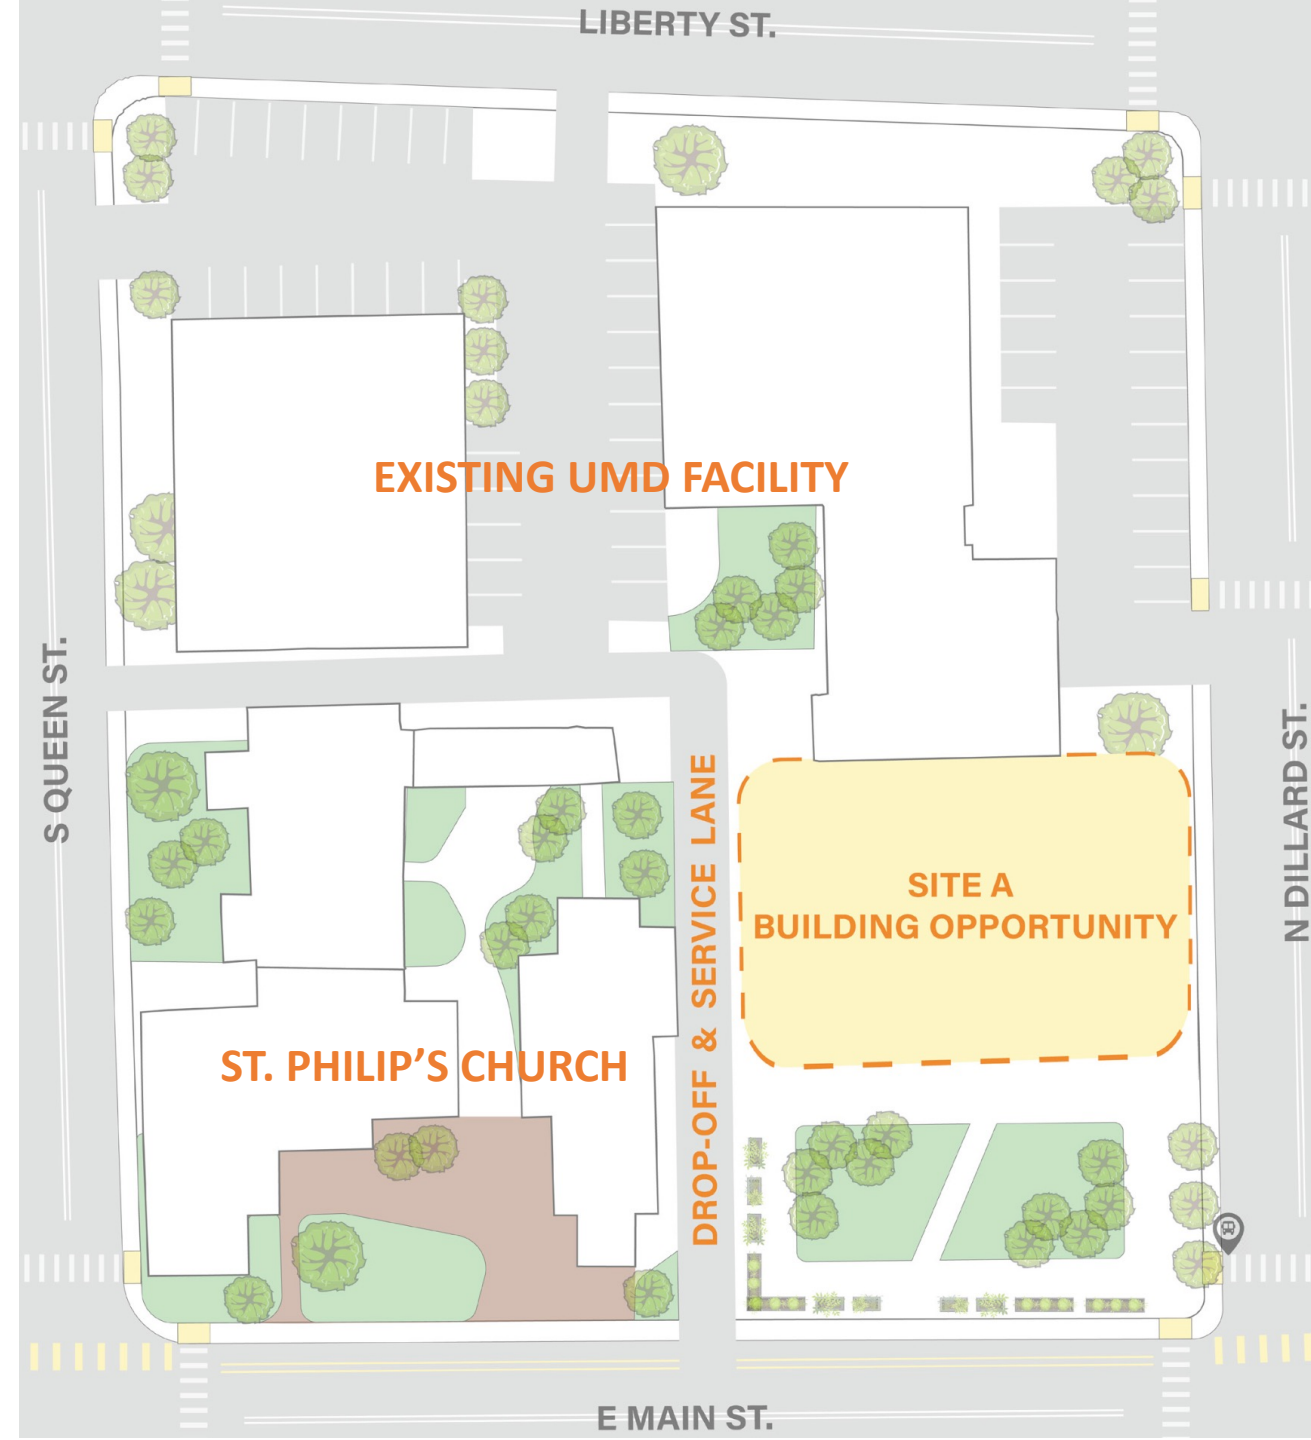 LIBERTY ST.
EXISTING UMD FACILITY
S QUEEN ST.
N DILLARD ST.
DROP-OFF & SERVICE LANE
SITE A
BUILDING OPPORTUNITY
ST. PHILIP’S CHURCH
E MAIN ST.